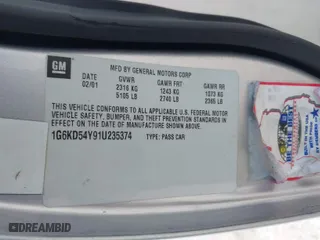 GM
MFD BY GENERAL MOTORS CORP
DATE GVWR GAWR FRT GAWR RR
02/01 2316 KG 1243 KG 1073 KG
5105 LB 2740 LB 2365 LB
THIS VEHICLE CONFORMS TO ALL APPLICABLE U.S. FEDERAL MOTOR
VEHICLE SAFETY, BUMPER, AND THEFT PREVENTION STANDARDS IN
EFFECT ON THE DATE OF MANUFACTURE SHOWN ABOVE.
1G6KD54Y91U235374 TYPE: PASS CAR
DREAMBID